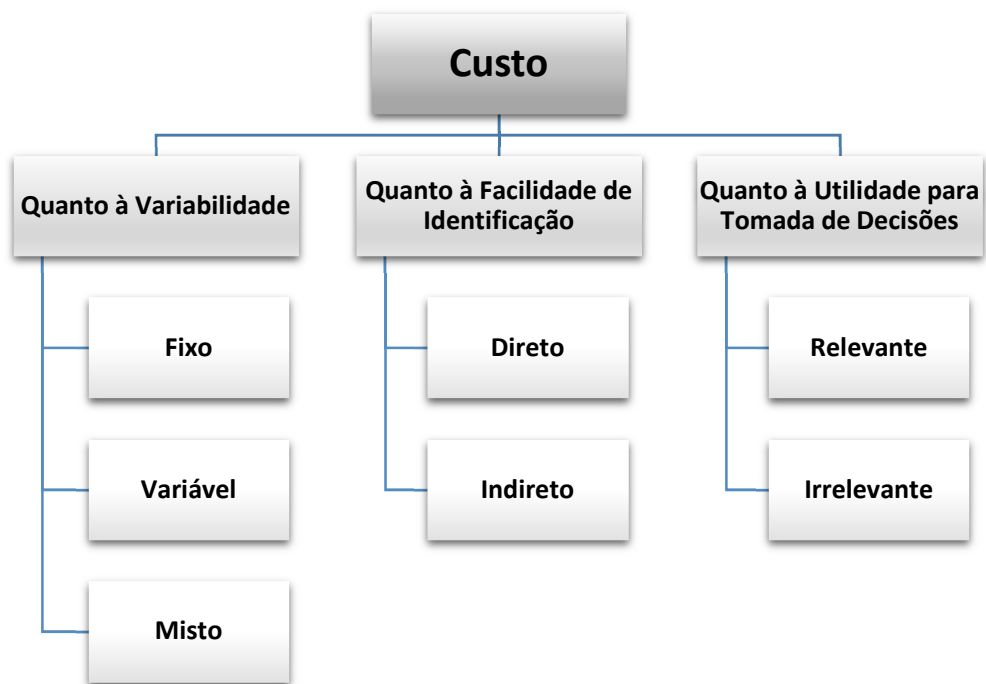 Custo
Quanto à Variabilidade
Fixo
Variável
Misto
Quanto à Facilidade de
Identificação
Direto
Indireto
Quanto à Utilidade para
Tomada de Decisões
Relevante
Irrelevante